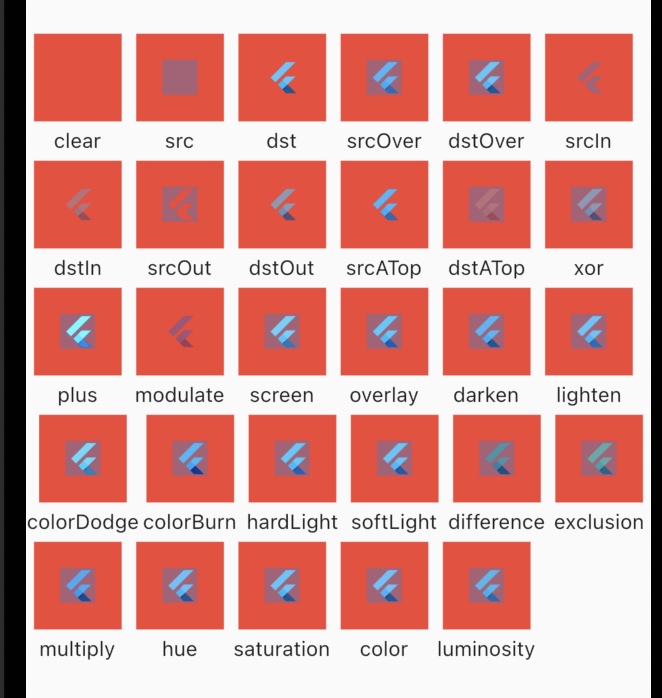 clear src dst srcOver dstOver srcIn
dstIn srcOut dstOut srcATop dstATop xor
plus modulate screen overlay darken lighten
colorDodge colorBurn hardLight softLight difference exclusion
multiply hue saturation color luminosity